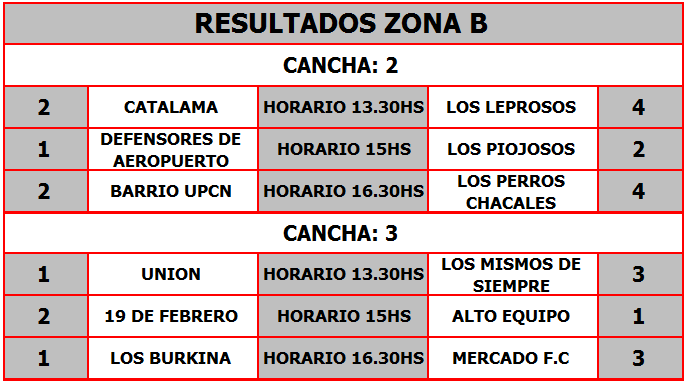 RESULTADOS ZONA B
CANCHA: 2
2 CATALAMA HORARIO 13.30HS LOS LEPROSOS 4
1 DEFENSORES DE AEROPUERTO HORARIO 15HS LOS PIOJOSOS 2
2 BARRIO UPCN HORARIO 16.30HS LOS PERROS CHACALES 4
CANCHA: 3
1 UNION HORARIO 13.30HS LOS MISMOS DE SIEMPRE 3
2 19 DE FEBRERO HORARIO 15HS ALTO EQUIPO 1
1 LOS BURKINA HORARIO 16.30HS MERCADO F.C 3